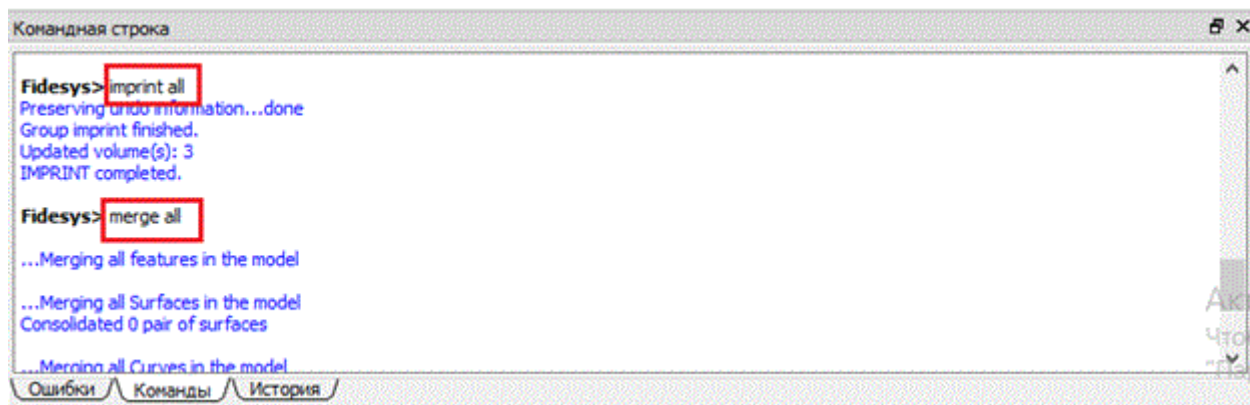 Командная строка
Fidesys> imprint all
Preserving undo information...done
Group imprint finished.
Updated volume(s): 3
IMPRINT completed.
Fidesys> merge all
...Merging all features in the model
...Merging all Surfaces in the model
Consolidated 0 pair of surfaces
...Merging all Curves in the model
Ошибки Команды История